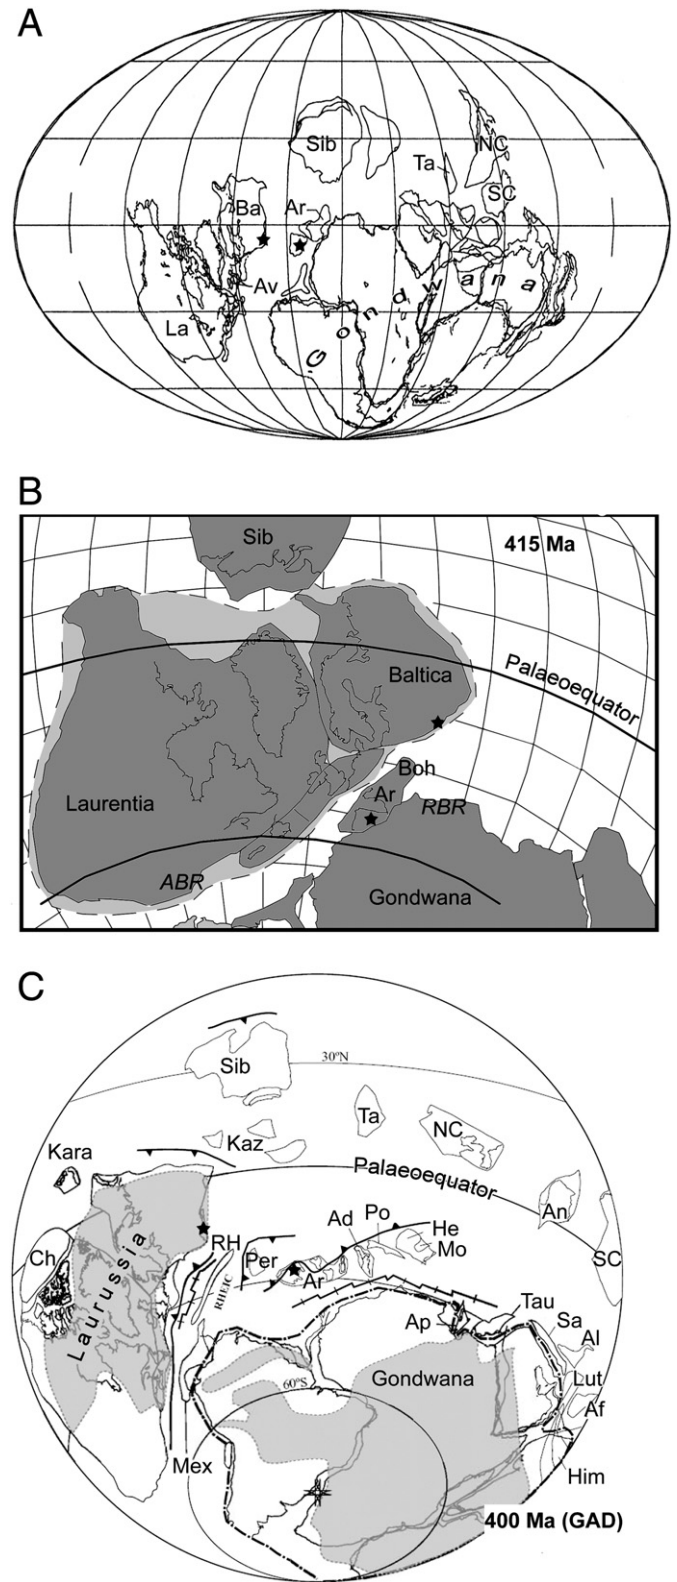 A
Sib
NC
Ta
SC
Ba
Ar
Av
La
Gondwana
B
Sib
415 Ma
Baltica
Palaeoequator
Boh
Laurentia
Ar
RBR
ABR
Gondwana
C
30°N
Sib
Ta
NC
Kaz
Kara
Palaeoequator
An
Po
Ad
He
RH
Mo
Per
SC
Ch
Ar
RHEIC
Laurussia
Tau
Sa
Ap
Al
60°S
Gondwana
Lut
Af
Mex
Him
400 Ma (GAD)